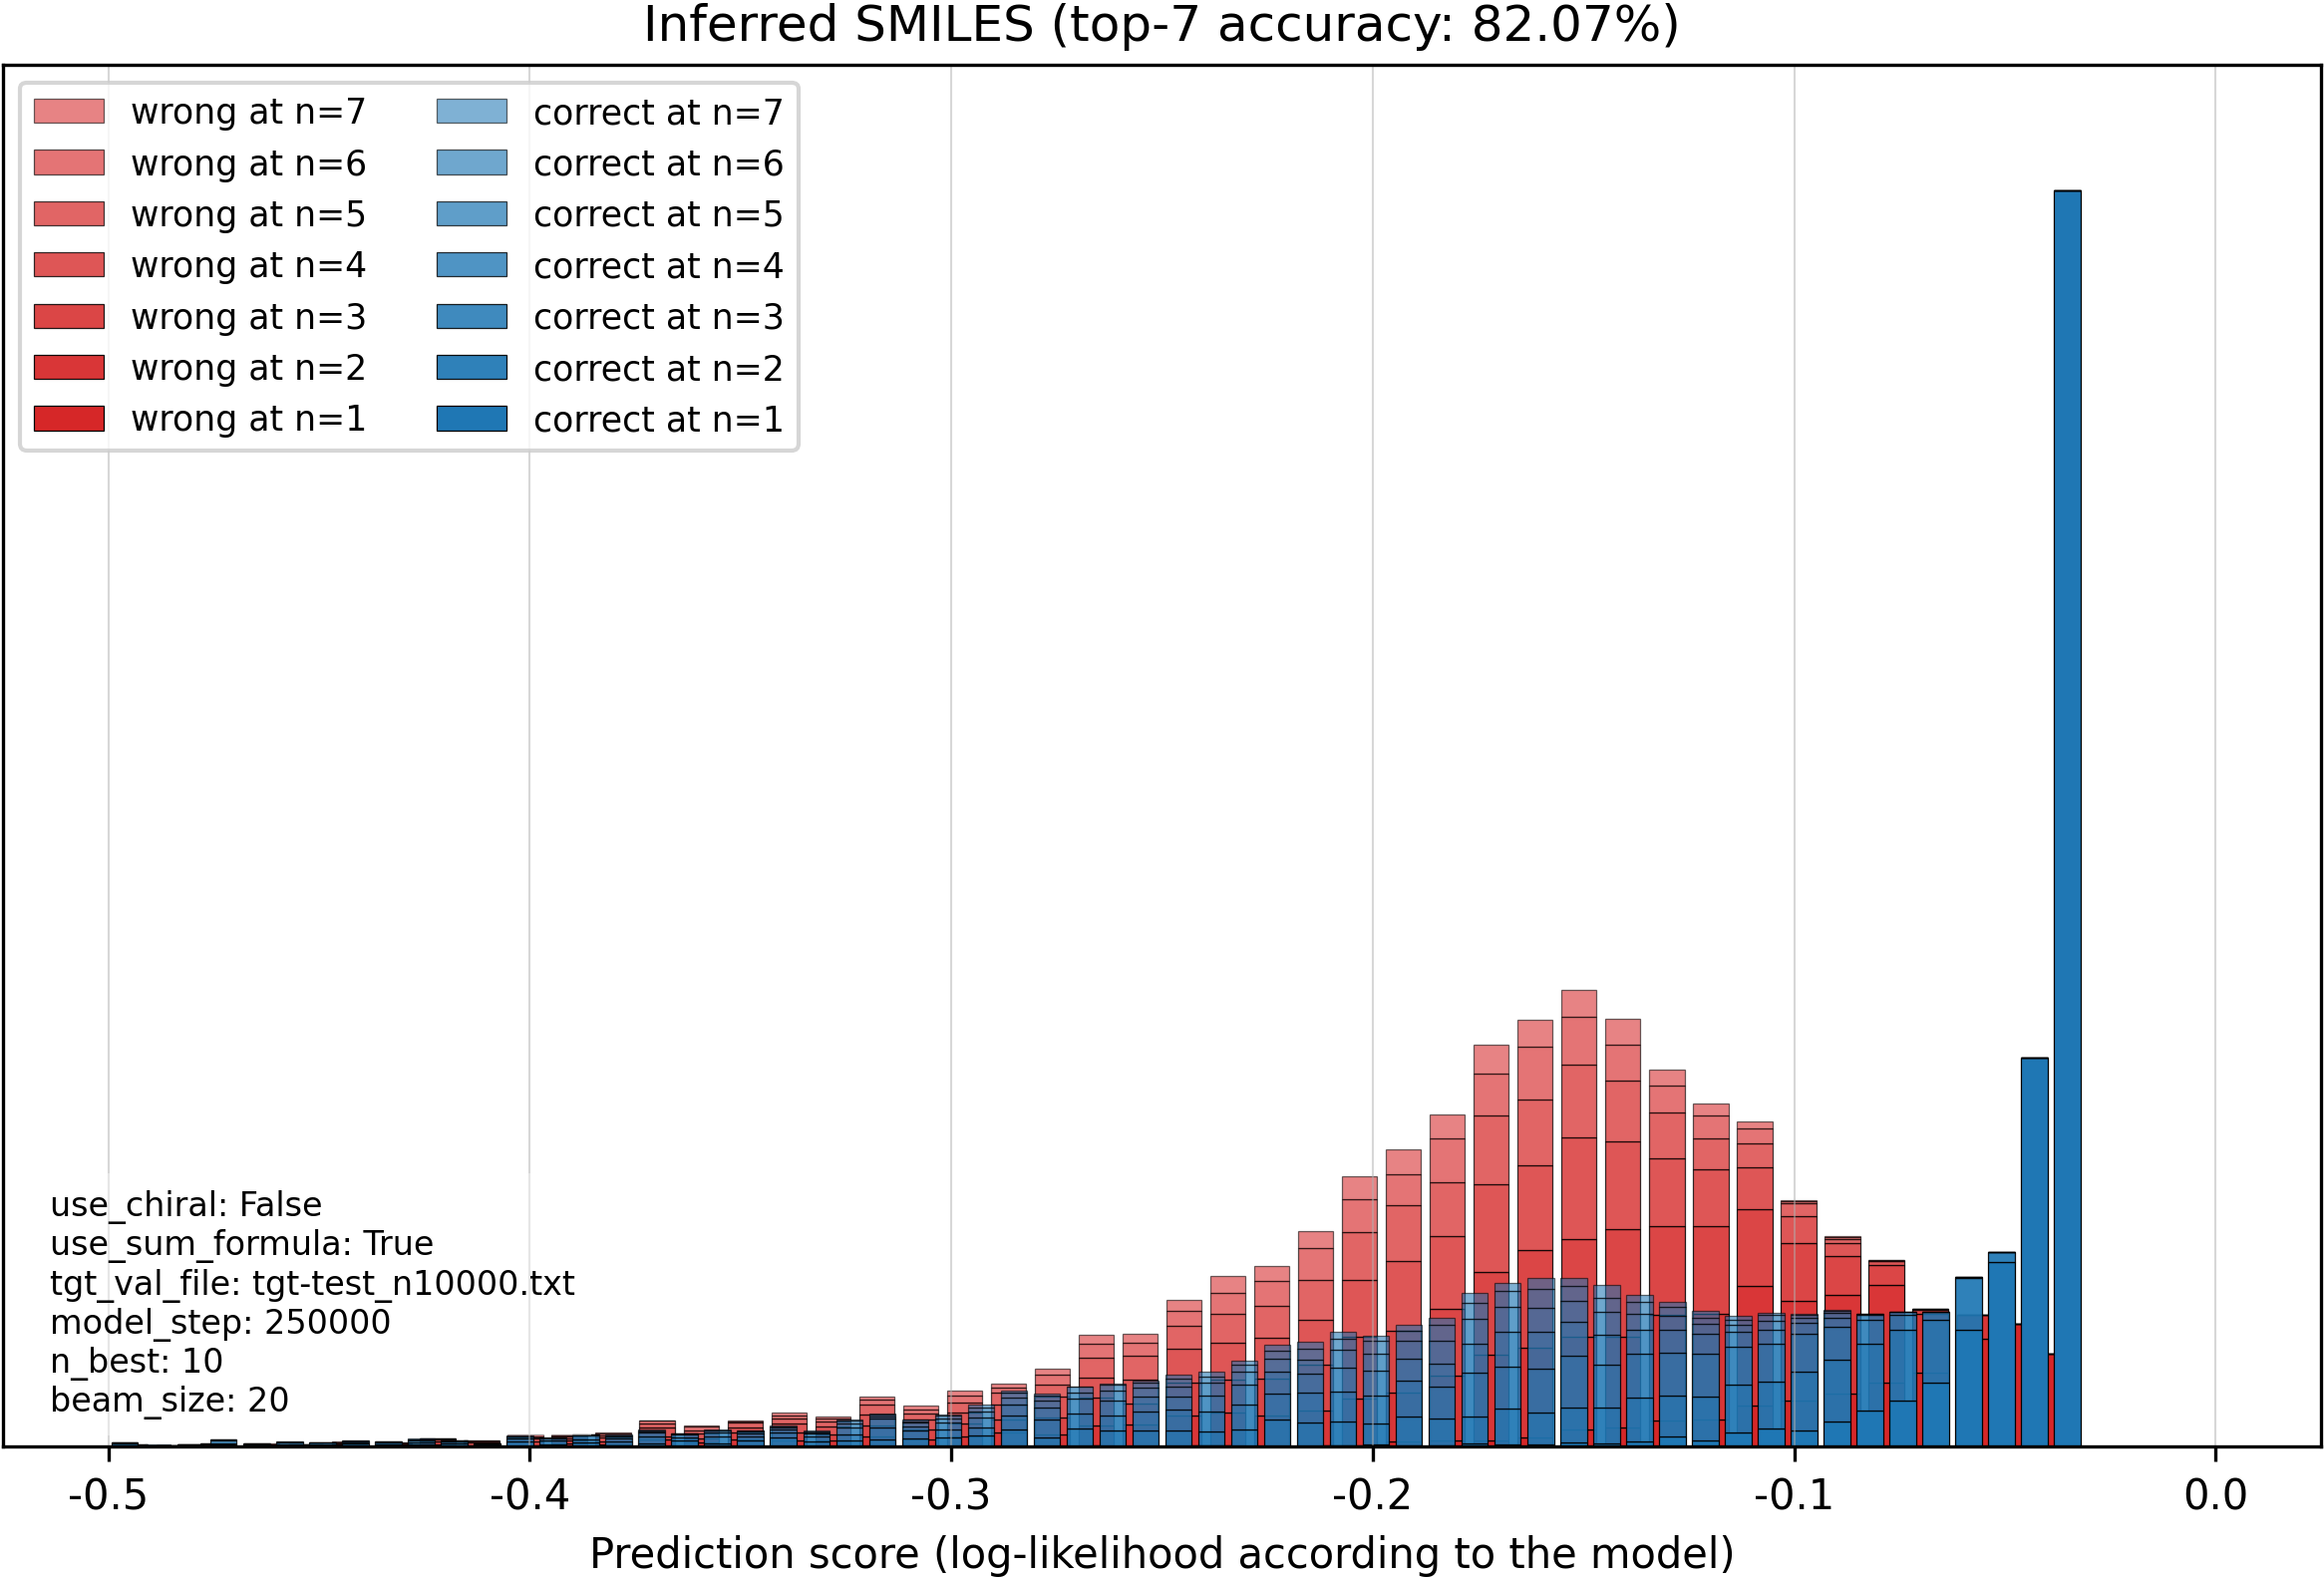 Inferred SMILES (top-7 accuracy: 82.07%)
wrong at n=7
wrong at n=6
wrong at n=5
wrong at n=4
wrong at n=3
wrong at n=2
wrong at n=1
correct at n=7
correct at n=6
correct at n=5
correct at n=4
correct at n=3
correct at n=2
correct at n=1
use_chiral: False
use_sum_formula: True
tgt_val_file: tgt-test_n10000.txt
model_step: 250000
n_best: 10
beam_size: 20
-0.5 -0.4 -0.3 -0.2 -0.1 0.0
Prediction score (log-likelihood according to the model)